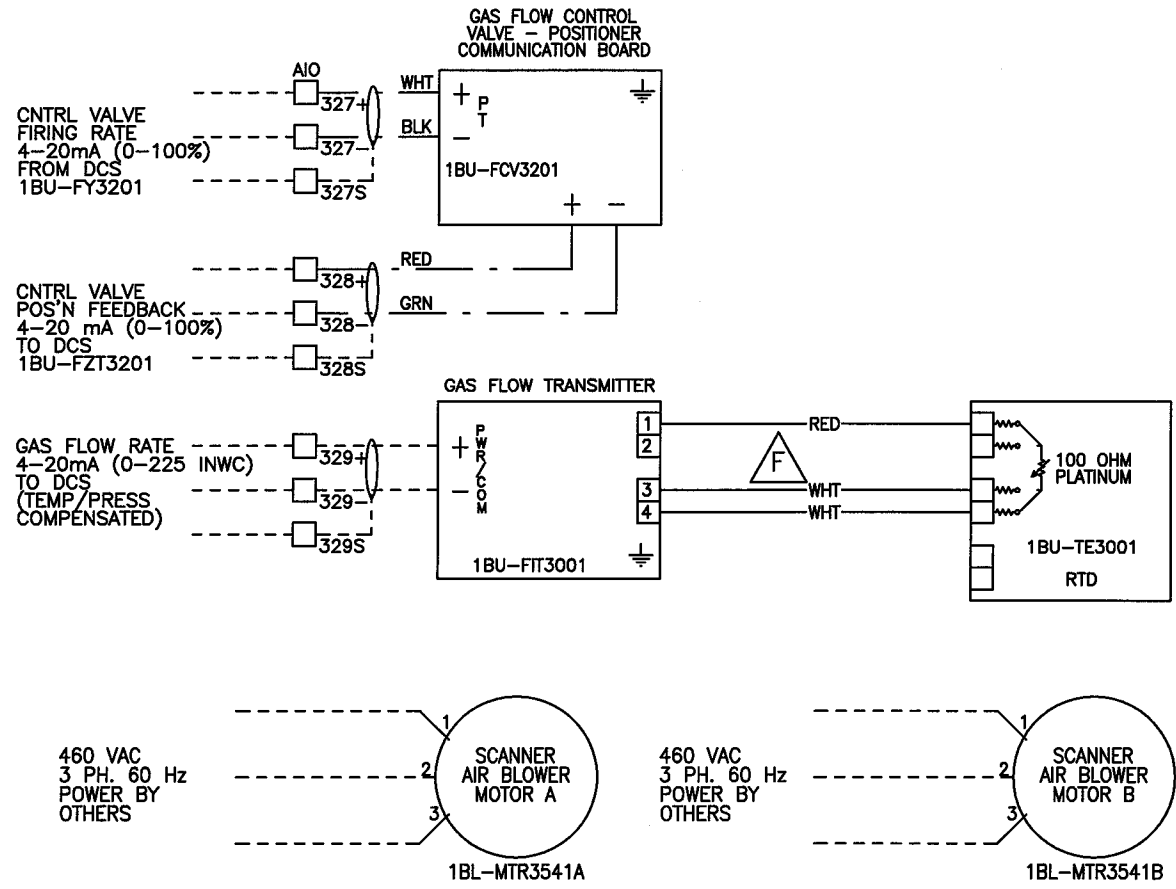 GAS FLOW CONTROL
VALVE – POSITIONER
COMMUNICATION BOARD
AIO
CNTRL VALVE
FIRING RATE
4–20mA (0–100%)
FROM DCS
1BU–FY3201
327+
327–
327S
WHT
BLK
+
–
PT
1BU–FCV3201
+ –
CNTRL VALVE
POS'N FEEDBACK
4–20 mA (0–100%)
TO DCS
1BU–FZT3201
328+
328–
328S
RED
GRN
GAS FLOW TRANSMITTER
GAS FLOW RATE
4–20mA (0–225 INWC)
TO DCS
(TEMP/PRESS
COMPENSATED)
329+
329–
329S
+
–
PWR/COM
1
2
3
4
1BU–FIT3001
RED
F
WHT
WHT
100 OHM
PLATINUM
1BU–TE3001
RTD
460 VAC
3 PH. 60 Hz
POWER BY
OTHERS
1
2
3
SCANNER
AIR BLOWER
MOTOR A
1BL–MTR3541A
460 VAC
3 PH. 60 Hz
POWER BY
OTHERS
1
2
3
SCANNER
AIR BLOWER
MOTOR B
1BL–MTR3541B